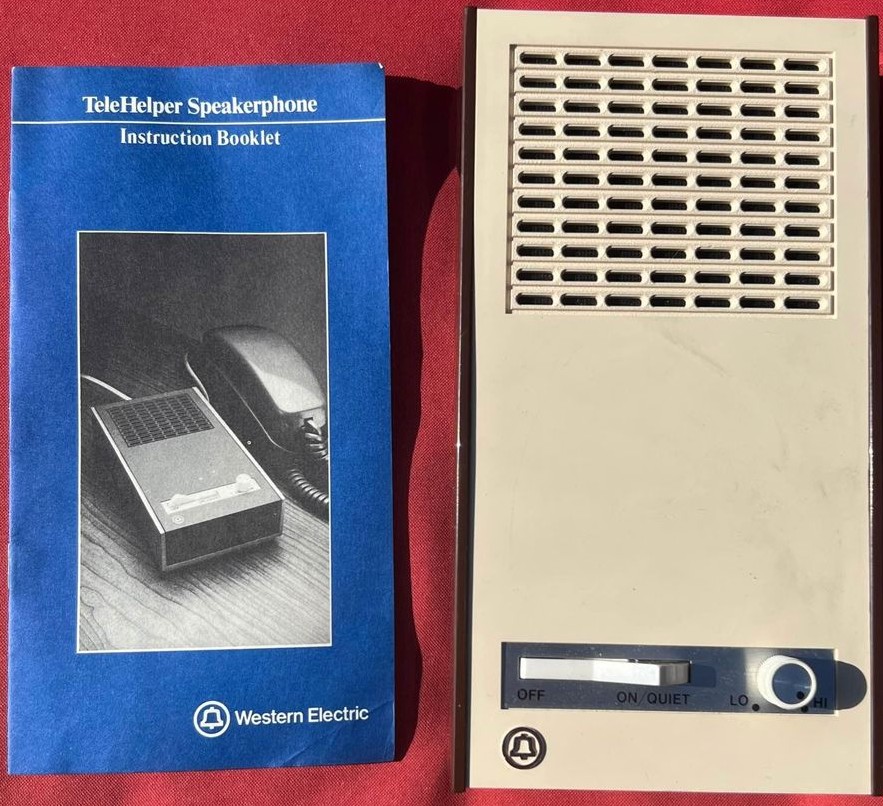 TeleHelper Speakerphone
Instruction Booklet
Western Electric
OFF ON/QUIET LO HI